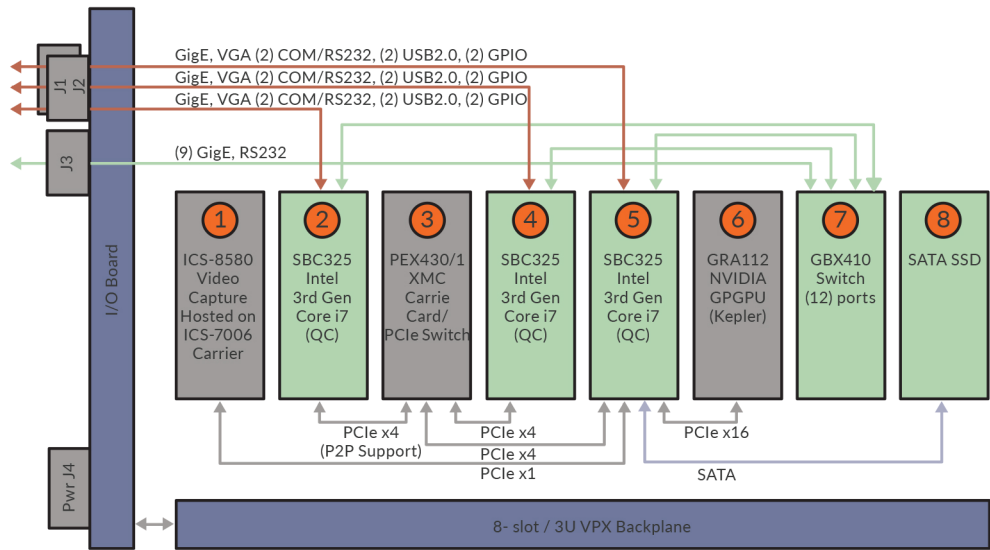 GigE, VGA (2) COM/RS232, (2) USB2.0, (2) GPIO
GigE, VGA (2) COM/RS232, (2) USB2.0, (2) GPIO
GigE, VGA (2) COM/RS232, (2) USB2.0, (2) GPIO
J1
J2
J3
(9) GigE, RS232
I/O Board
1
ICS-8580
Video
Capture
Hosted on
ICS-7006
Carrier
2
SBC325
Intel
3rd Gen
Core i7
(QC)
3
PEX430/1
XMC
Carrie
Card/
PCIe Switch
4
SBC325
Intel
3rd Gen
Core i7
(QC)
5
SBC325
Intel
3rd Gen
Core i7
(QC)
6
GRA112
NVIDIA
GPGPU
(Kepler)
7
GBX410
Switch
(12) ports
8
SATA SSD
PCIe x4
(P2P Support)
PCIe x4
PCIe x4
PCIe x1
PCIe x16
SATA
Pwr J4
8- slot / 3U VPX Backplane